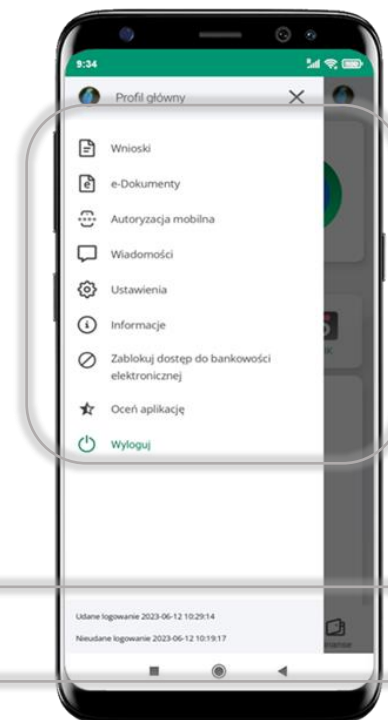 9:34
Profil główny
Wnioski
e-Dokumenty
Autoryzacja mobilna
Wiadomości
Ustawienia
Informacje
Zablokuj dostęp do bankowości
elektronicznej
Oceń aplikację
Wyloguj
Udane logowanie 2023-06-12 10:29:14
Nieudane logowanie 2023-06-12 10:19:17